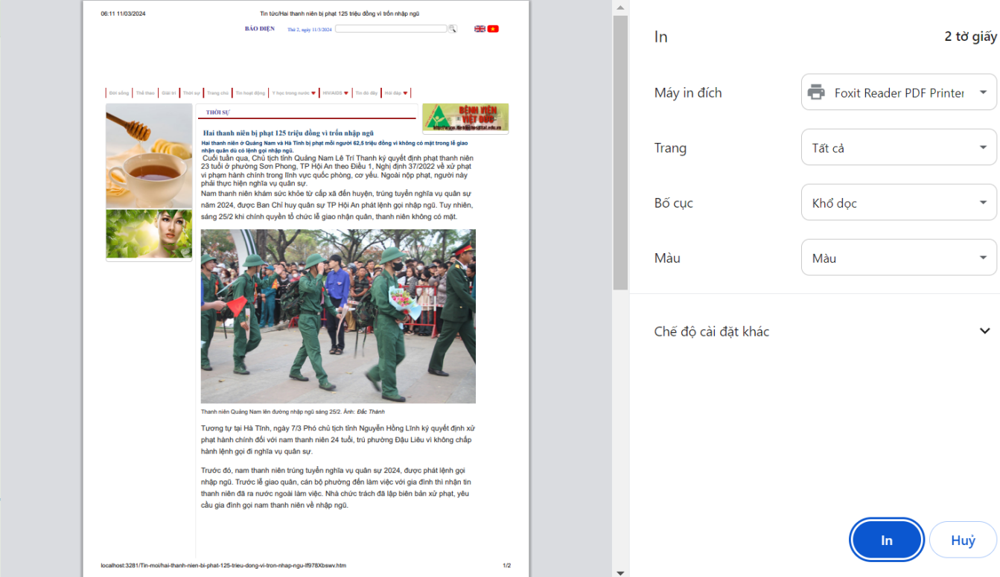 06:11 11/03/2024
Tin tức/Hai thanh niên bị phạt 125 triệu đồng vì trốn nhập ngũ
BÁO ĐIỆN
Thứ 2, ngày 11/3/2024
Đời sống
Thể thao
Giải trí
Thời sự
Trang chủ
Tin hoạt động
Y học trong nước
HIV/AIDS
Tin đó đây
Hỏi đáp
THỜI SỰ
BỆNH VIỆN
VIỆT ĐỨC
Hai thanh niên bị phạt 125 triệu đồng vì trốn nhập ngũ
Hai thanh niên ở Quảng Nam và Hà Tĩnh bị phạt mỗi người 62,5 triệu đồng vì không có mặt trong lễ giao
nhận quân dù có lệnh gọi nhập ngũ.
Cuối tuần qua, Chủ tịch tỉnh Quảng Nam Lê Trí Thanh ký quyết định phạt thanh niên
23 tuổi ở phường Sơn Phong, TP Hội An theo Điều 1, Nghị định 37/2022 về xử phạt
vi phạm hành chính trong lĩnh vực quốc phòng, cơ yếu. Ngoài nộp phạt, người này
phải thực hiện nghĩa vụ quân sự.
Nam thanh niên khám sức khỏe từ cấp xã đến huyện, trúng tuyển nghĩa vụ quân sự
năm 2024, được Ban Chỉ huy quân sự TP Hội An phát lệnh gọi nhập ngũ. Tuy nhiên,
sáng 25/2 khi chính quyền tổ chức lễ giao nhận quân, thanh niên không có mặt.
Thanh niên Quảng Nam lên đường nhập ngũ sáng 25/2. Ảnh: Đắc Thành
Tương tự tại Hà Tĩnh, ngày 7/3 Phó chủ tịch tỉnh Nguyễn Hồng Lĩnh ký quyết định xử
phạt hành chính đối với nam thanh niên 24 tuổi, trú phường Đậu Liêu vì không chấp
hành lệnh gọi đi nghĩa vụ quân sự.
Trước đó, nam thanh niên trúng tuyển nghĩa vụ quân sự 2024, được phát lệnh gọi
nhập ngũ. Trước lễ giao quân, cán bộ phường đến làm việc với gia đình thì nhận tin
thanh niên đã ra nước ngoài làm việc. Nhà chức trách đã lập biên bản xử phạt, yêu
cầu gia đình gọi nam thanh niên về nhập ngũ.
localhost:3281/Tin-moi/hai-thanh-nien-bi-phat-125-trieu-dong-vi-tron-nhap-ngu-lf978Xbswv.htm
1/2
In
2 tờ giấy
Máy in đích
Foxit Reader PDF Printer
Trang
Tất cả
Bố cục
Khổ dọc
Màu
Màu
Chế độ cài đặt khác
In
Huỷ